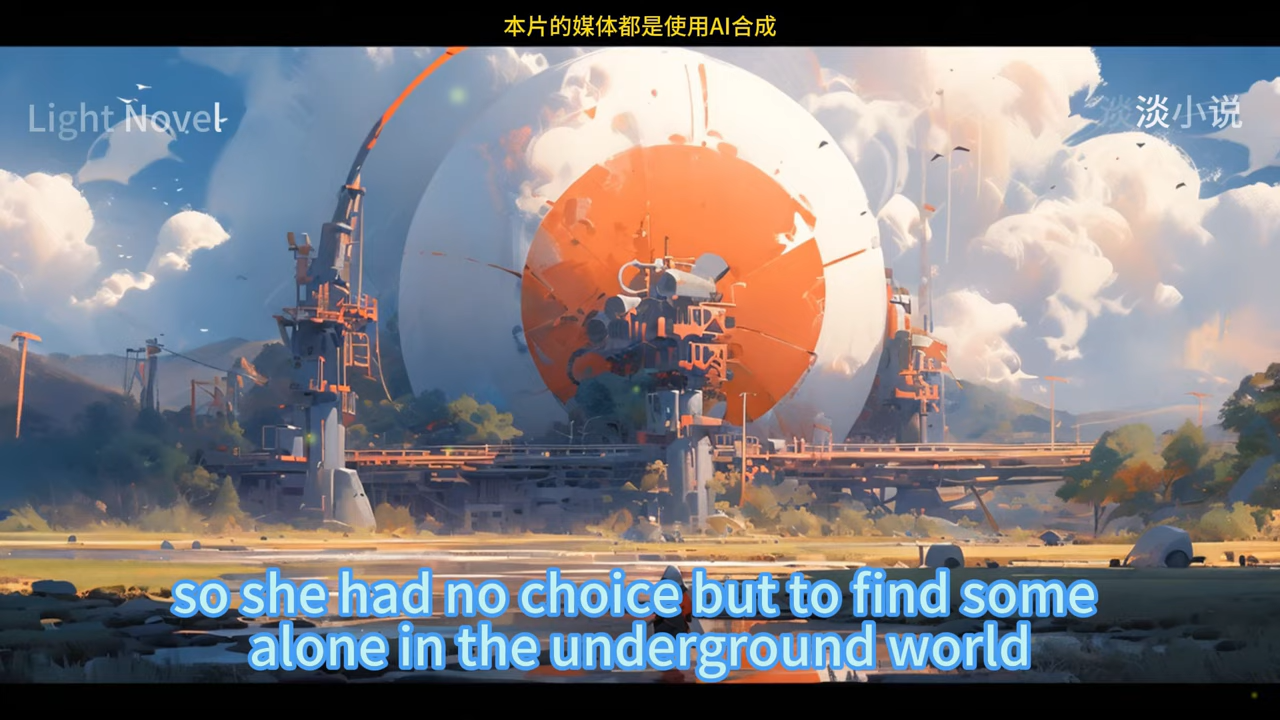 本片的媒体都是使用AI合成
Light Novel
淡淡小说
so she had no choice but to find some
alone in the underground world